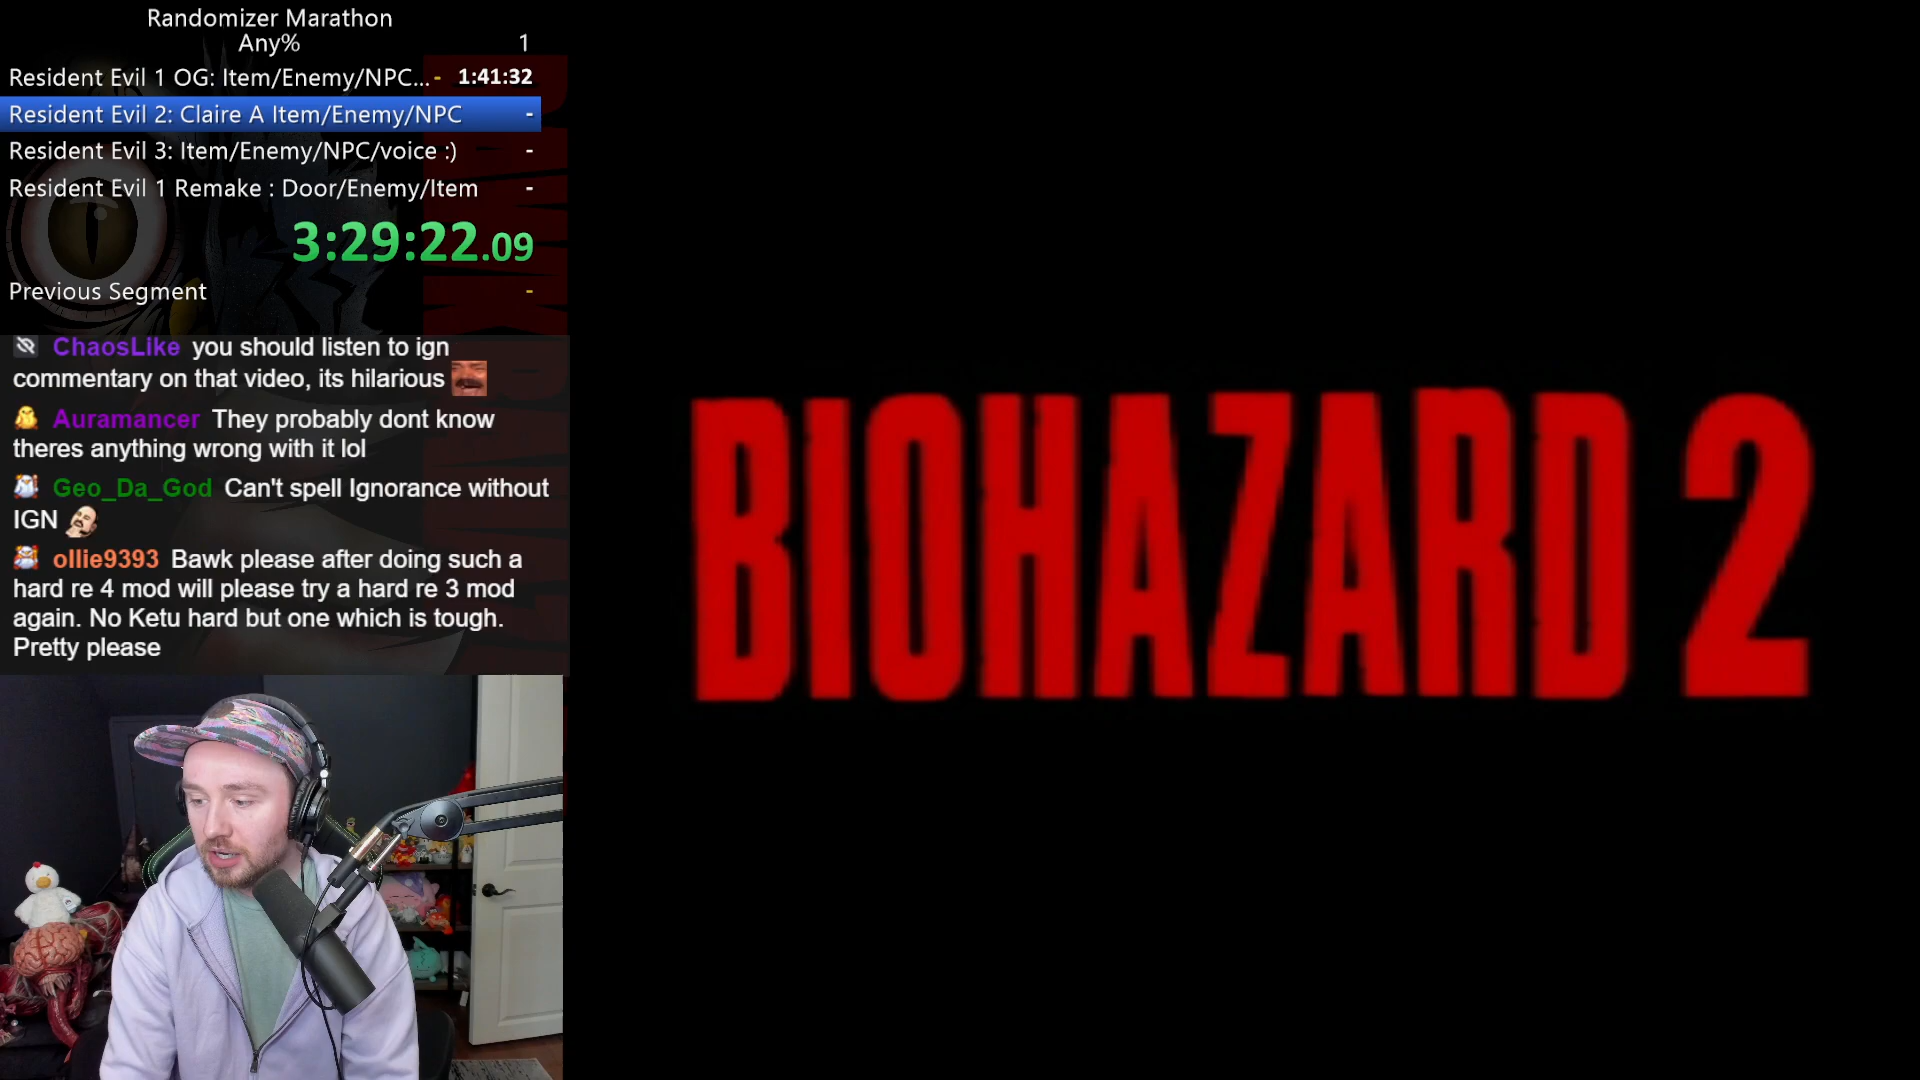 Randomizer Marathon
Any% 1
Resident Evil 1 OG: Item/Enemy/NPC... - 1:41:32
Resident Evil 2: Claire A Item/Enemy/NPC -
Resident Evil 3: Item/Enemy/NPC/voice :) -
Resident Evil 1 Remake : Door/Enemy/Item -
3:29:22.09
Previous Segment -
ChaosLike you should listen to ign
commentary on that video, its hilarious
Auramancer They probably dont know
theres anything wrong with it lol
Geo_Da_God Can't spell Ignorance without
IGN
ollie9393 Bawk please after doing such a
hard re 4 mod will please try a hard re 3 mod
again. No Ketu hard but one which is tough.
Pretty please
BIOHAZARD 2